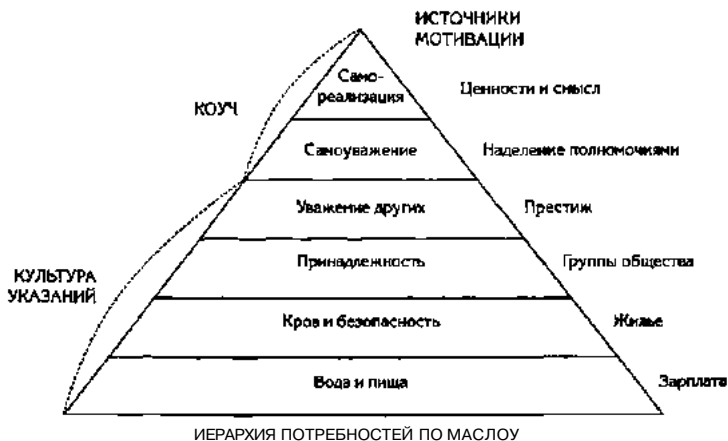 ИСТОЧНИКИ
МОТИВАЦИИ
Само-
реализация
Ценности и смысл
КОУЧ
Самоуважение
Наделение полномочиями
Уважение других
Престиж
Принадлежность
Группы общества
КУЛЬТУРА
УКАЗАНИЙ
Кров и безопасность
Жилье
Вода и пища
Зарплата
ИЕРАРХИЯ ПОТРЕБНОСТЕЙ ПО МАСЛОУ